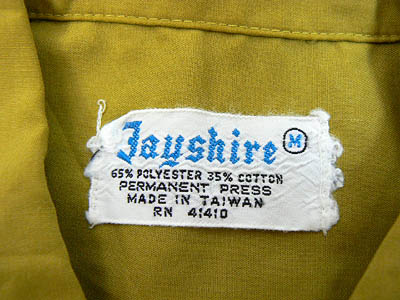 Jayshire M
65% POLYESTER 35% COTTON
PERMANENT PRESS
MADE IN TAIWAN
RN 41410